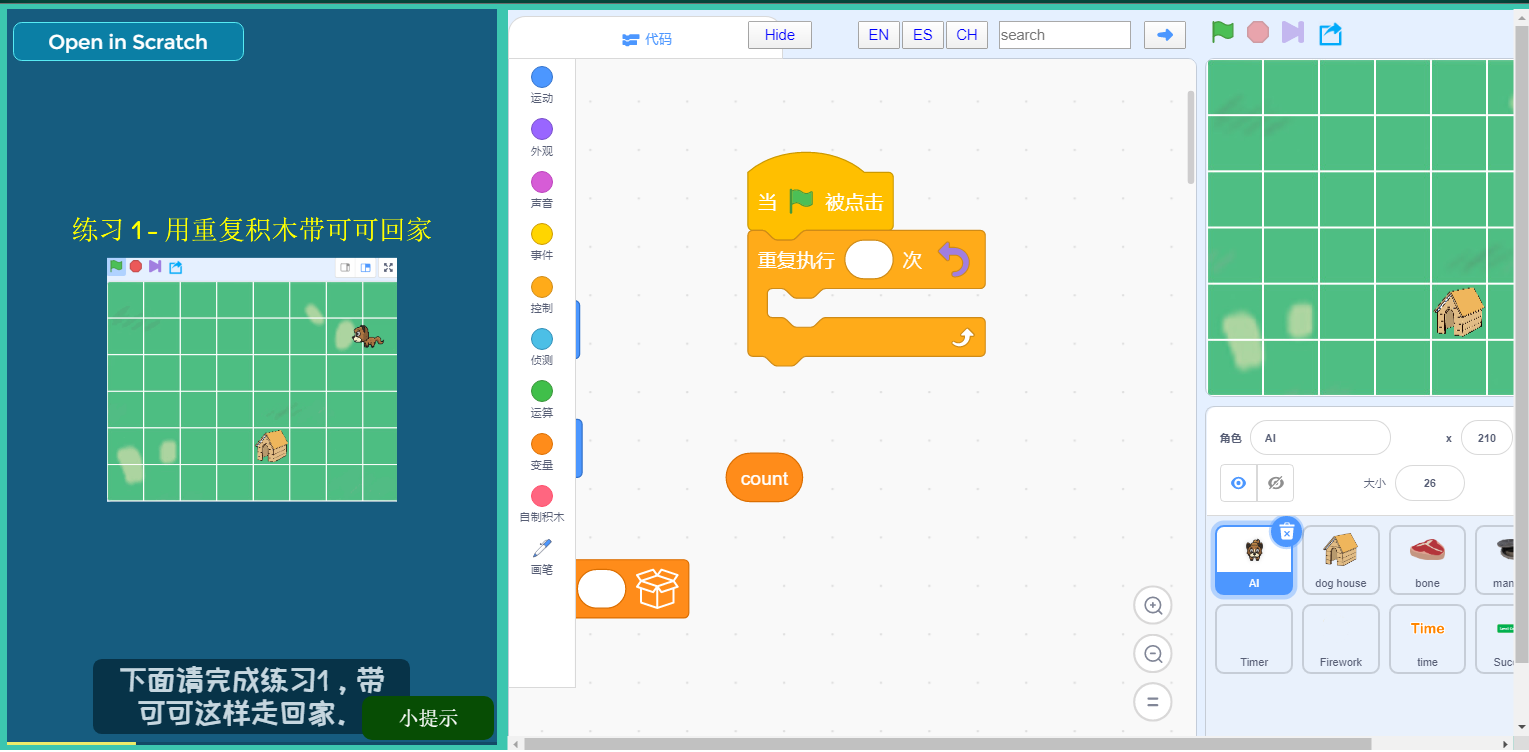 Open in Scratch
练习 1 - 用重复积木带可可回家
下面请完成练习1，带
可可这样走回家.
小提示
代码
Hide
EN
ES
CH
search
运动
外观
声音
事件
控制
侦测
运算
变量
自制积木
画笔
当 被点击
重复执行 次
count
角色
AI
x
210
大小
26
AI
dog house
bone
man
Timer
Firework
Time
time
Suc